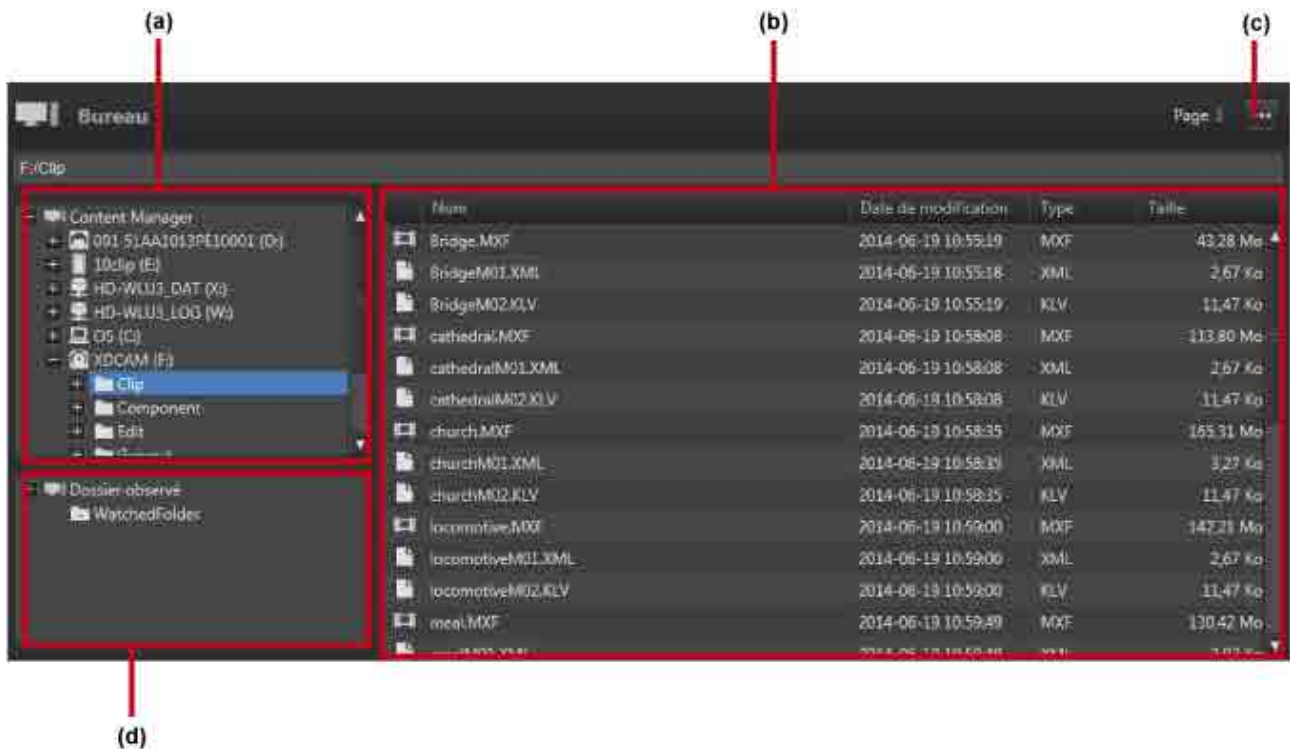 (a) (b) (c)
Bureau Page
F:/Clip
Content Manager
091 51AA1013PE10001 (D:)
10clip (E:)
HD-WLU3_DAT (X:)
HD-WLU3_LOG (W:)
OS (C:)
XDCAM (F:)
Clip
Component
Edit
Dossier observé
WatchedFolder
Nom Date de modification Type Taille
Bridge.MXF 2014-06-19 10:55:19 MXF 43,28 Mo
BridgeM01.XML 2014-06-19 10:55:18 XML 2,67 Ko
BridgeM02.KLV 2014-06-19 10:55:19 KLV 11,47 Ko
cathedral.MXF 2014-06-19 10:58:08 MXF 113,80 Mo
cathedralM01.XML 2014-06-19 10:58:08 XML 2,67 Ko
cathedralM02.KLV 2014-06-19 10:58:08 KLV 11,47 Ko
church.MXF 2014-06-19 10:58:35 MXF 165,31 Mo
churchM01.XML 2014-06-19 10:58:35 XML 3,27 Ko
churchM02.KLV 2014-06-19 10:58:35 KLV 11,47 Ko
locomotive.MXF 2014-06-19 10:59:00 MXF 147,21 Mo
locomotiveM01.XML 2014-06-19 10:59:00 XML 2,67 Ko
locomotiveM02.KLV 2014-06-19 10:59:00 KLV 11,47 Ko
meal.MXF 2014-06-19 10:59:49 MXF 130,42 Mo
(d)